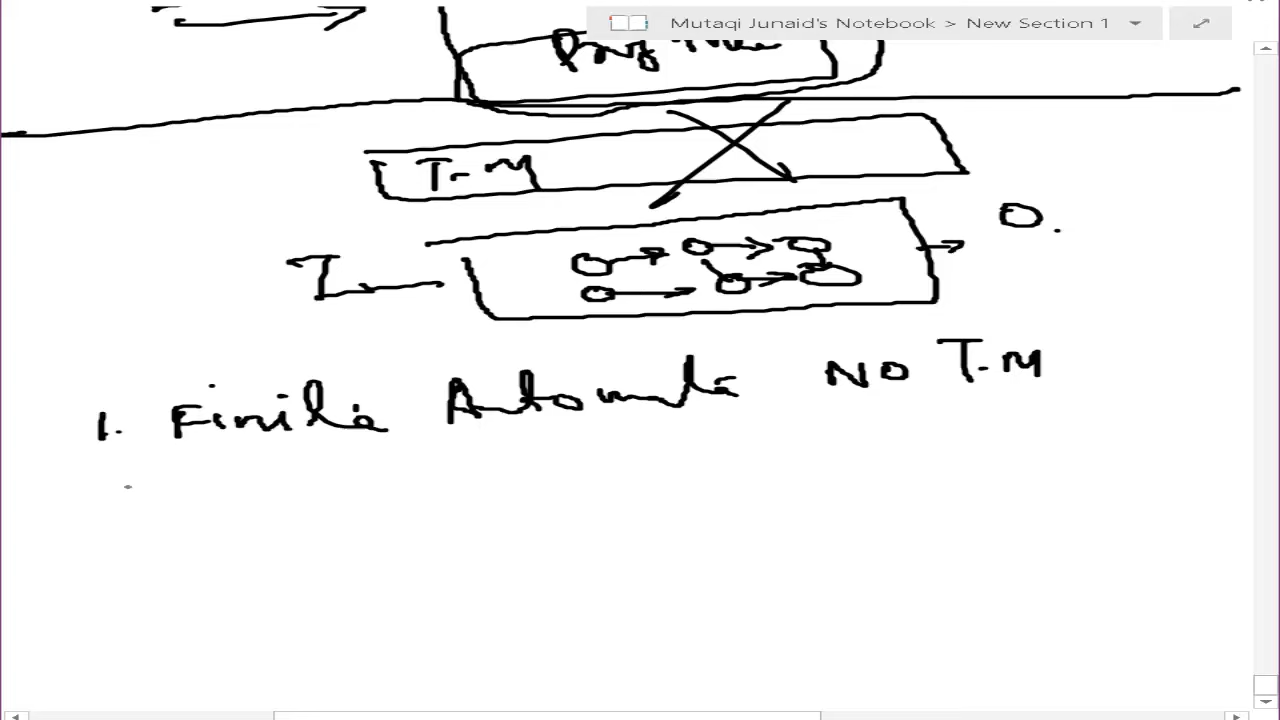 Mutaqi Junaid's Notebook > New Section 1
T-M
I
O.
1. Finite Automata NO T-M